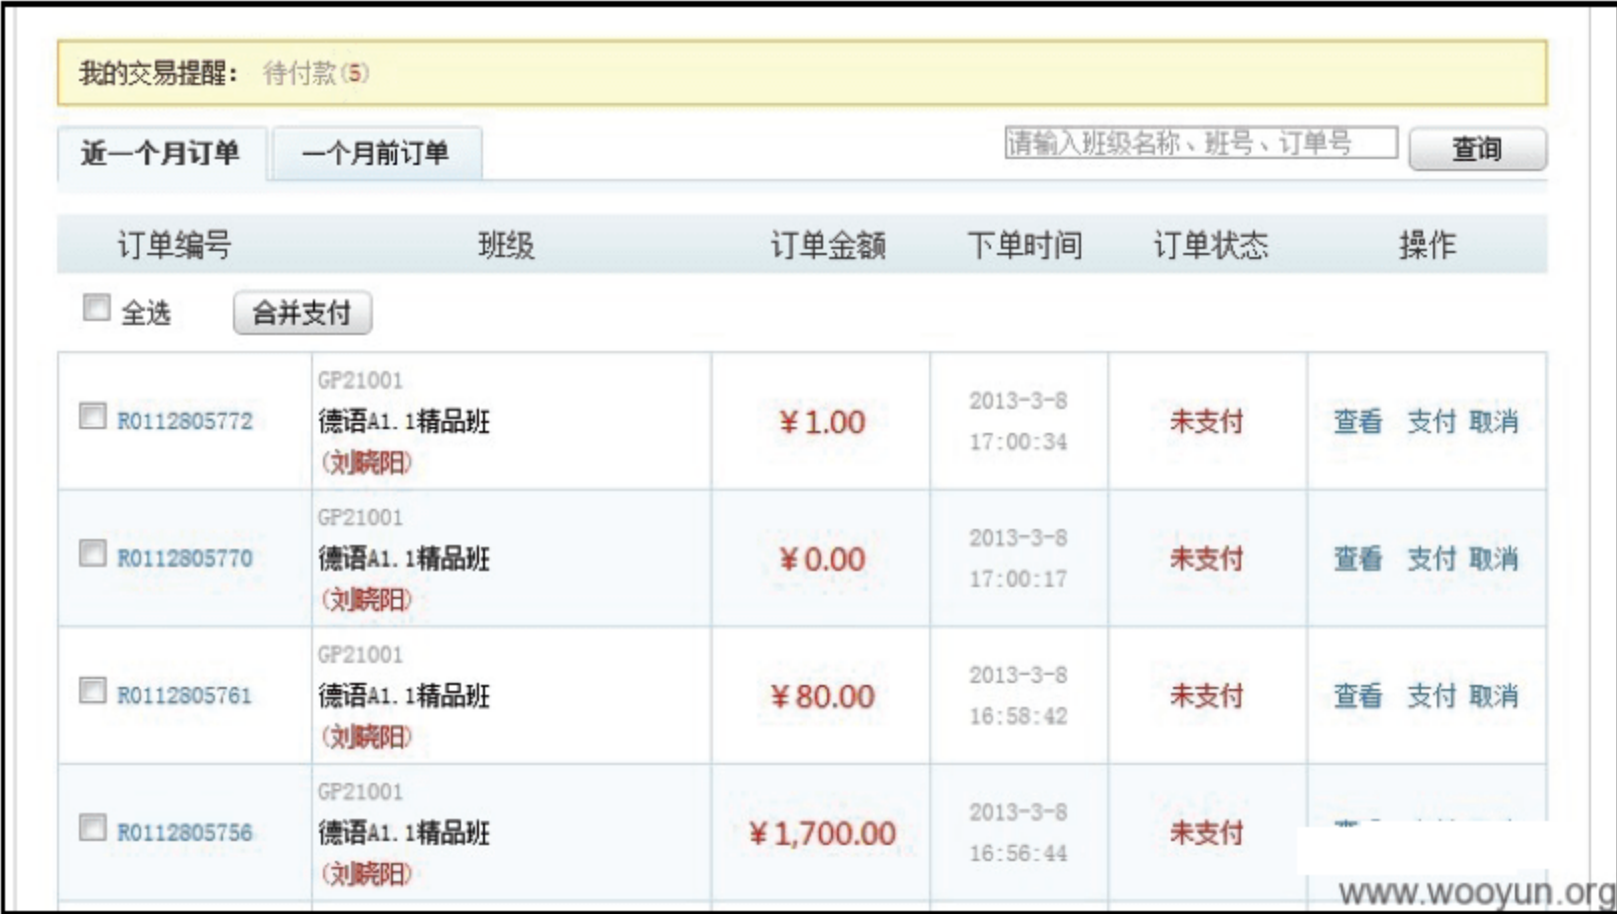 我的交易提醒： 待付款(5)
近一个月订单 一个月前订单 请输入班级名称、班号、订单号 查询
订单编号 班级 订单金额 下单时间 订单状态 操作
全选 合并支付
GP21001
R0112805772 德语A1.1精品班 ￥1.00 2013-3-8 17:00:34 未支付 查看 支付 取消
(刘晓阳)
GP21001
R0112805770 德语A1.1精品班 ￥0.00 2013-3-8 17:00:17 未支付 查看 支付 取消
(刘晓阳)
GP21001
R0112805761 德语A1.1精品班 ￥80.00 2013-3-8 16:58:42 未支付 查看 支付 取消
(刘晓阳)
GP21001
R0112805756 德语A1.1精品班 ￥1,700.00 2013-3-8 16:56:44 未支付
(刘晓阳)
www.wooyun.org